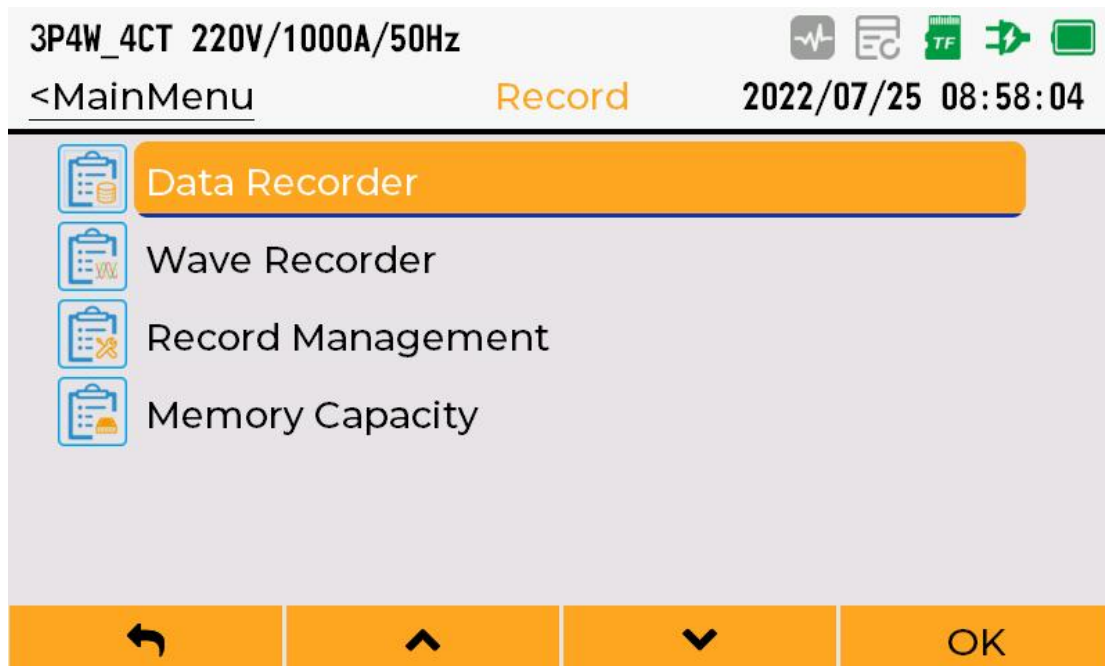 3P4W_4CT 220V/1000A/50Hz TF
<MainMenu Record 2022/07/25 08:58:04
Data Recorder
Wave Recorder
Record Management
Memory Capacity
OK